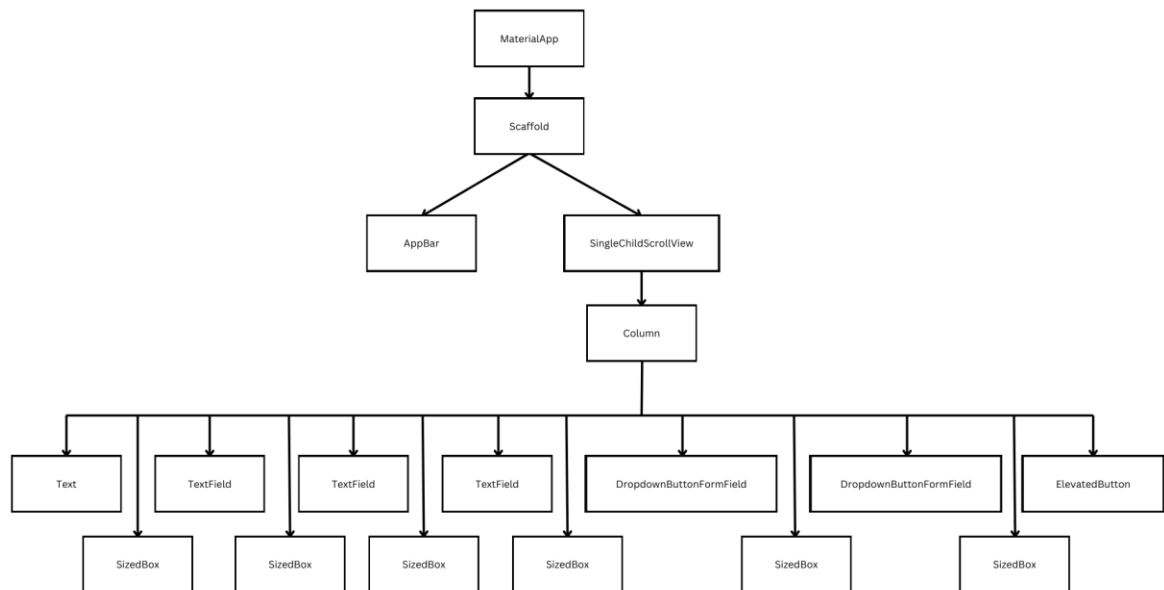 MaterialApp
Scaffold
AppBar
SingleChildScrollView
Column
Text
TextField
TextField
TextField
DropdownButtonFormField
DropdownButtonFormField
ElevatedButton
SizedBox
SizedBox
SizedBox
SizedBox
SizedBox
SizedBox